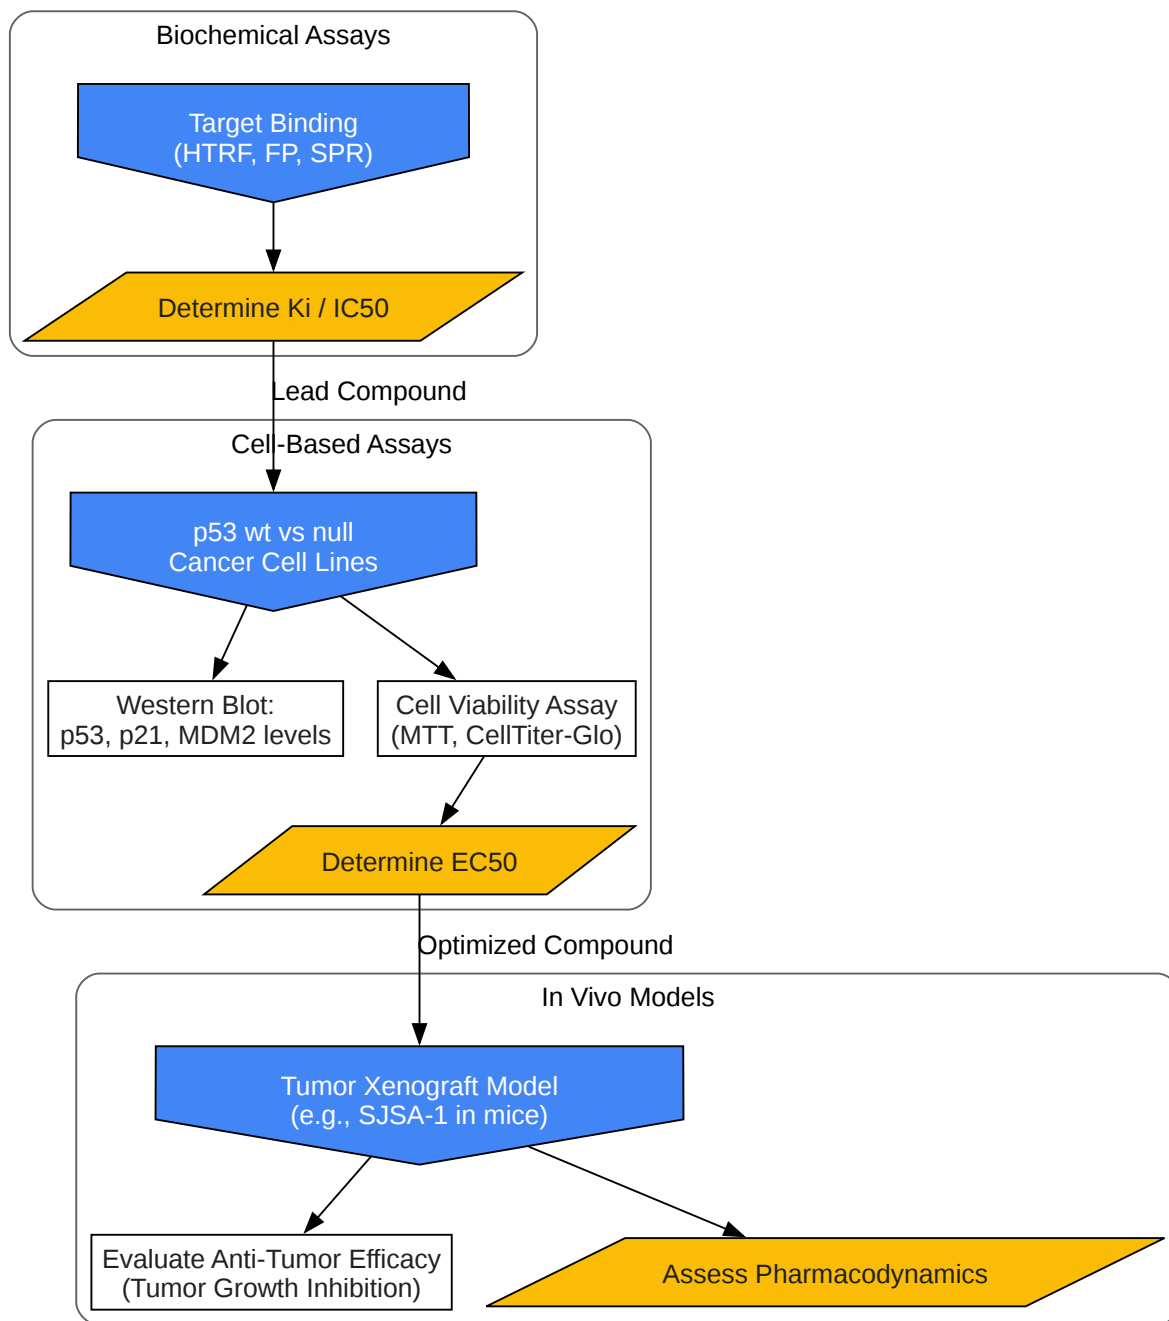 Biochemical Assays
Target Binding
(HTRF, FP, SPR)
Determine Ki / IC50
Lead Compound
Cell-Based Assays
p53 wt vs null
Cancer Cell Lines
Western Blot:
p53, p21, MDM2 levels
Cell Viability Assay
(MTT, CellTiter-Glo)
Determine EC50
Optimized Compound
In Vivo Models
Tumor Xenograft Model
(e.g., SJSA-1 in mice)
Evaluate Anti-Tumor Efficacy
(Tumor Growth Inhibition)
Assess Pharmacodynamics